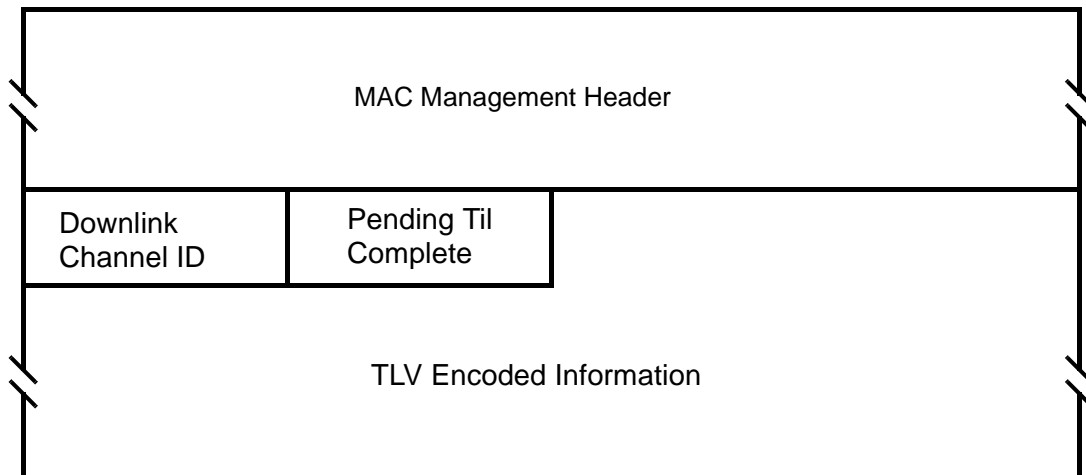 MAC Management Header
Downlink
Channel ID
Pending Til
Complete
TLV Encoded Information